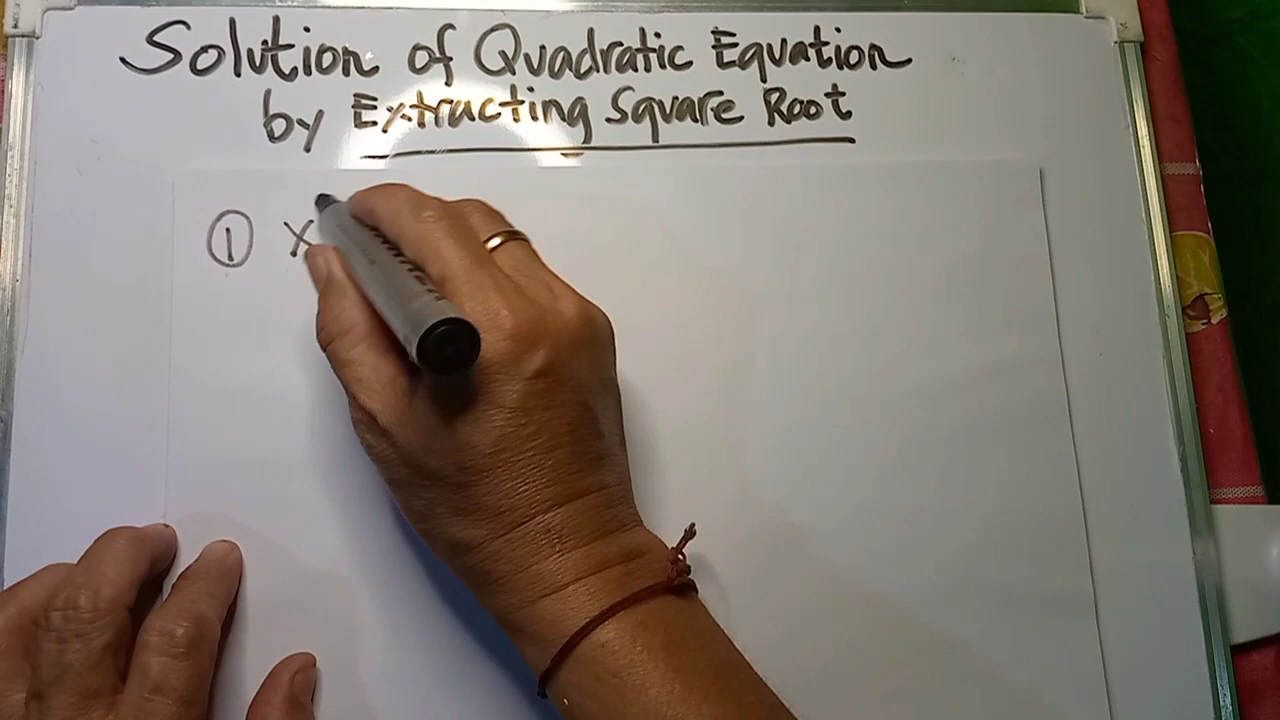 Solution of Quadratic Equation
by Extracting Square Root
① x